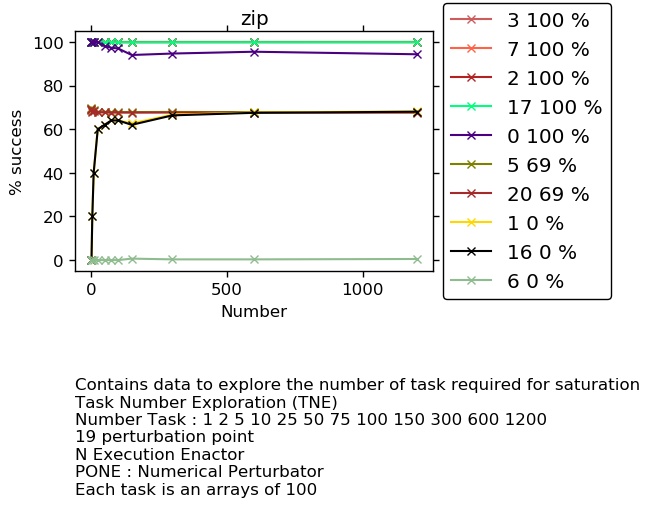 zip
100
80
60
40
20
0
% success
0 500 1000
Number
3 100 %
7 100 %
2 100 %
17 100 %
0 100 %
5 69 %
20 69 %
1 0 %
16 0 %
6 0 %
Contains data to explore the number of task required for saturation
Task Number Exploration (TNE)
Number Task : 1 2 5 10 25 50 75 100 150 300 600 1200
19 perturbation point
N Execution Enactor
PONE : Numerical Perturbator
Each task is an arrays of 100